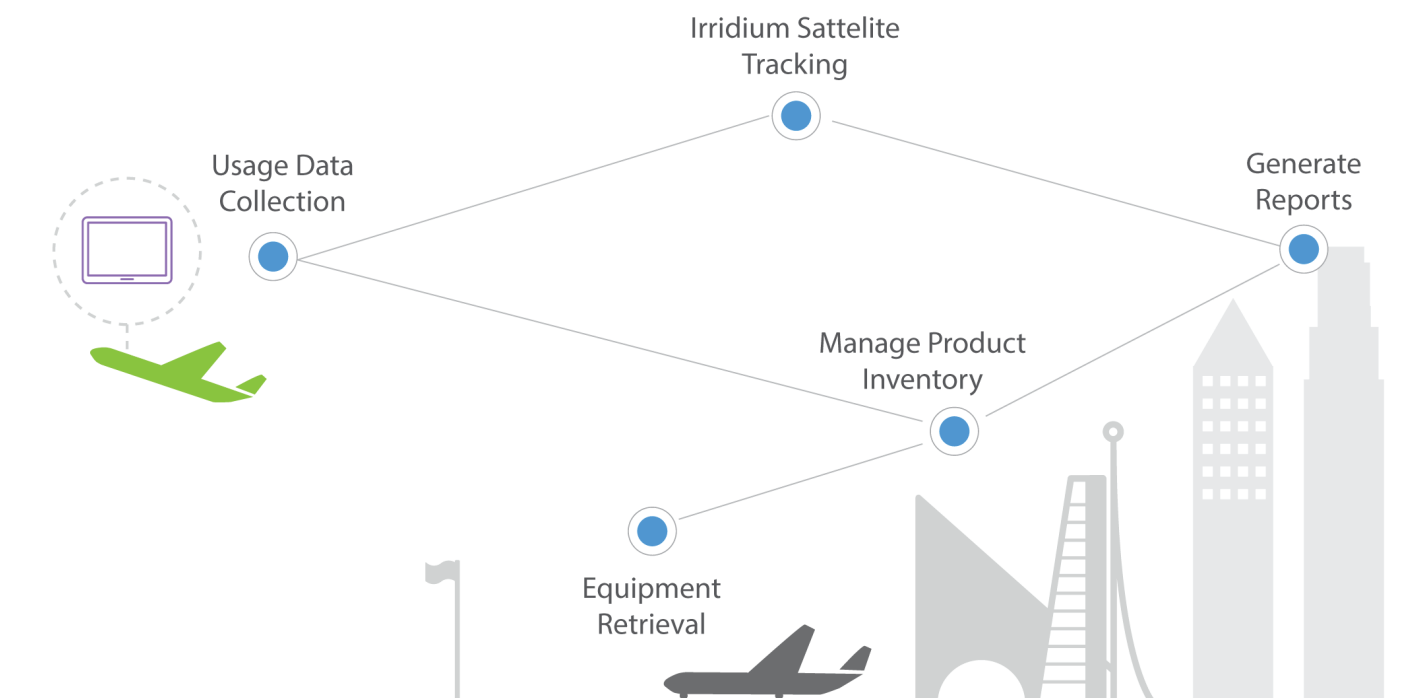 Irridium Sattelite
Tracking
Usage Data
Collection
Generate
Reports
Manage Product
Inventory
Equipment
Retrieval